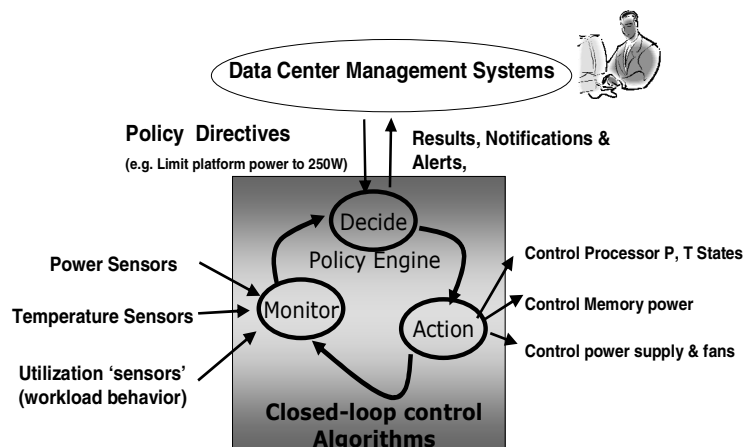 Data Center Management Systems
Policy Directives
(e.g. Limit platform power to 250W)
Results, Notifications &
Alerts,
Decide
Policy Engine
Monitor
Action
Power Sensors
Temperature Sensors
Utilization ‘sensors’
(workload behavior)
Control Processor P, T States
Control Memory power
Control power supply & fans
Closed-loop control
Algorithms